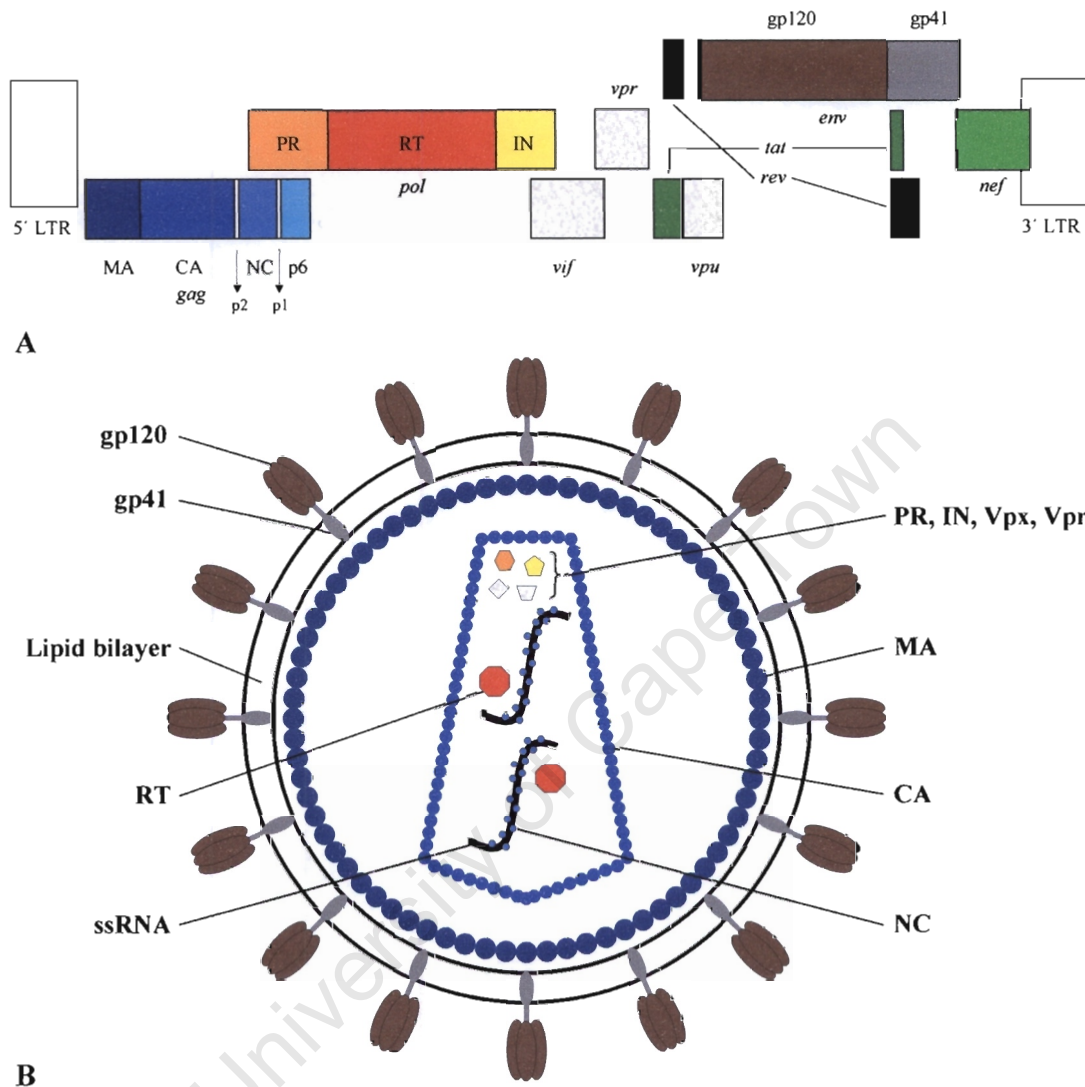 gp120 gp41
vpr
PR RT IN
env
tat
rev
pol
nef
5´ LTR
3´ LTR
MA CA NC p6
gag
p2 p1
vif
vpu
A
gp120
gp41
PR, IN, Vpx, Vpr
Lipid bilayer
MA
RT
CA
ssRNA
NC
B
University of Cape Town